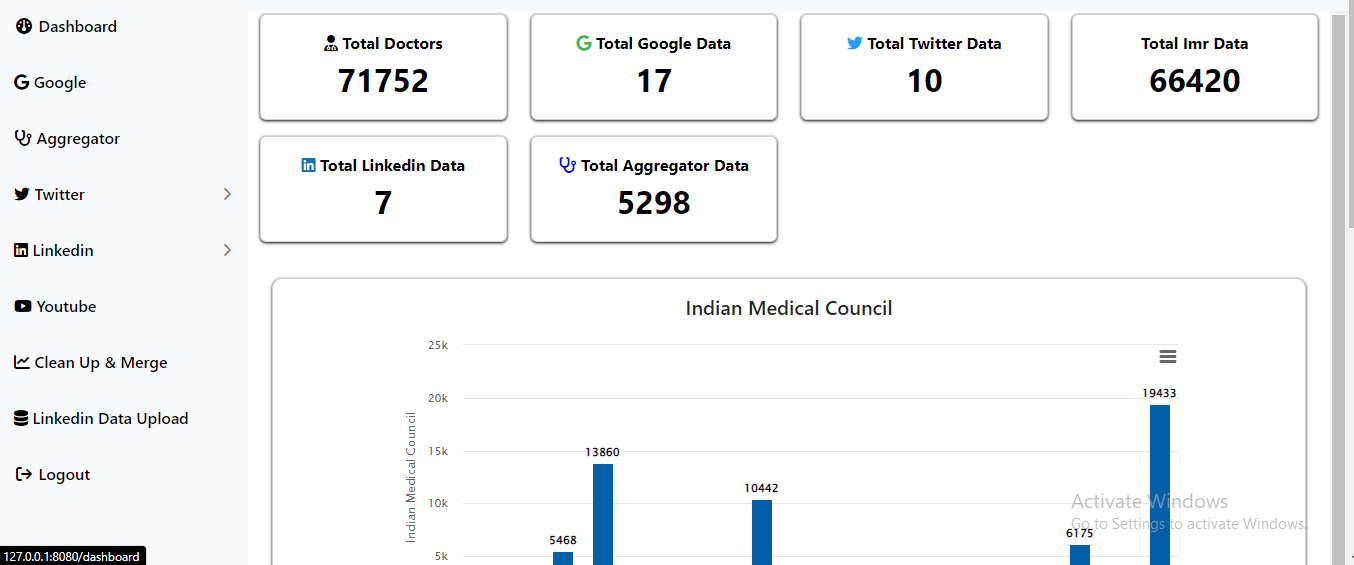 Dashboard
Google
Aggregator
Twitter
Linkedin
Youtube
Clean Up & Merge
Linkedin Data Upload
Logout
Total Doctors
71752
Total Google Data
17
Total Twitter Data
10
Total Imr Data
66420
Total Linkedin Data
7
Total Aggregator Data
5298
Indian Medical Council
Indian Medical Council
25k
20k
15k
10k
5k
5468
13860
10442
6175
19433
Activate Windows
Go to Settings to activate Windows.
127.0.0.1:8080/dashboard